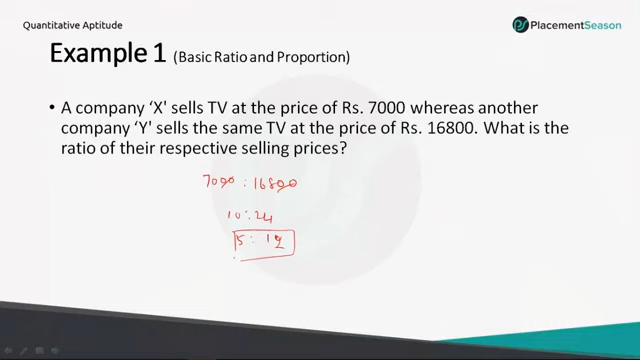 Quantitative Aptitude
PlacementSeason
Example 1 (Basic Ratio and Proportion)
• A company ‘X' sells TV at the price of Rs. 7000 whereas another
company ‘Y' sells the same TV at the price of Rs. 16800. What is the
ratio of their respective selling prices?
7000 : 16800
10 : 24
5 : 12